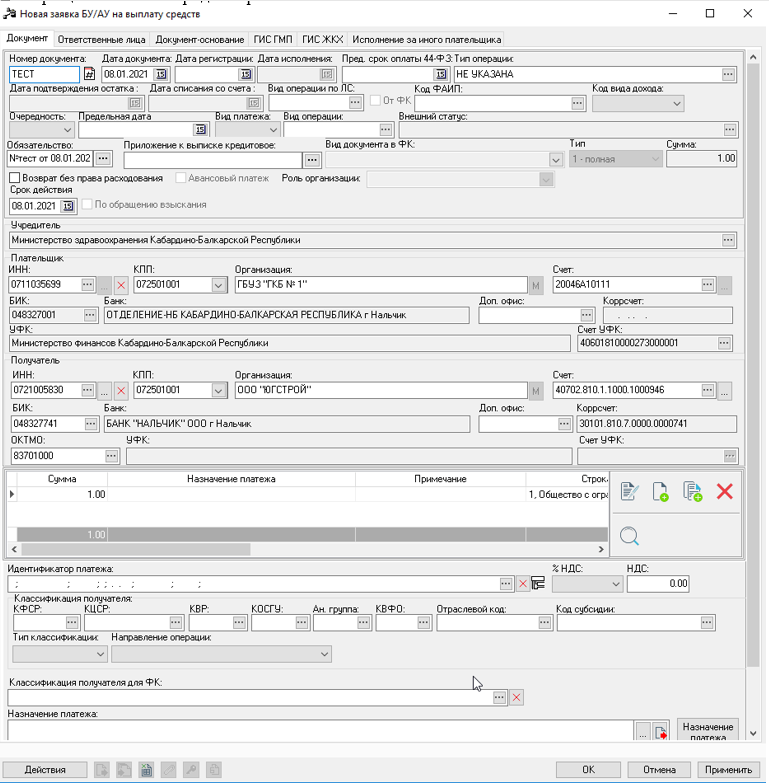 Новая заявка БУ/АУ на выплату средств
Документ Ответственные лица Документ-основание ГИС ГМП ГИС ЖКХ Исполнение за иного плательщика
Номер документа: Дата документа: Дата регистрации: Дата исполнения: Пред. срок оплаты 44-ФЗ: Тип операции:
ТЕСТ 08.01.2021 НЕ УКАЗАНА
Дата подтверждения остатка : Дата списания со счета : Вид операции по ЛС: От ФК Код ФАИП: Код вида дохода:
Очередность: Предельная дата Вид платежа: Вид операции: Внешний статус:
Обязательство: Приложение к выписке кредитовое: Вид документа в ФК: Тип Сумма:
№тест от 08.01.202 1 - полная 1.00
Возврат без права расходования Авансовый платеж Роль организации:
Срок действия
08.01.2021 По обращению взыскания
Учредитель
Министерство здравоохранения Кабардино-Балкарской Республики
Плательщик
ИНН: КПП: Организация: Счет:
0711035699 072501001 ГБУЗ "ГКБ № 1" М 20046А10111
БИК: Банк: Доп. офис: Коррсчет:
048327001 ОТДЕЛЕНИЕ-НБ КАБАРДИНО-БАЛКАРСКАЯ РЕСПУБЛИКА г Нальчик . .. ..
УФК: Счет УФК:
Министерство финансов Кабардино-Балкарской Республики 40601810000273000001
Получатель
ИНН: КПП: Организация: Счет:
0721005830 072501001 ООО "ЮГСТРОЙ" М 40702.810.1.1000.1000946
БИК: Банк: Доп. офис: Коррсчет:
048327741 БАНК "НАЛЬЧИК" ООО г Нальчик 30101.810.7.0000.0000741
ОКТМО: УФК: Счет УФК:
83701000
Сумма Назначение платежа Примечание Строка
1.00 1, Общество с огра
1.00
Идентификатор платежа: % НДС: НДС:
; ; ; ; . . ; ; ; 0.00
Классификация получателя:
КФСР: КЦСР: КВР: КОСГУ: Ан. группа: КВФО: Отраслевой код: Код субсидии:
Тип классификации: Направление операции:
Классификация получателя для ФК:
Назначение платежа:
Назначение
платежа
Действия OK Отмена Применить